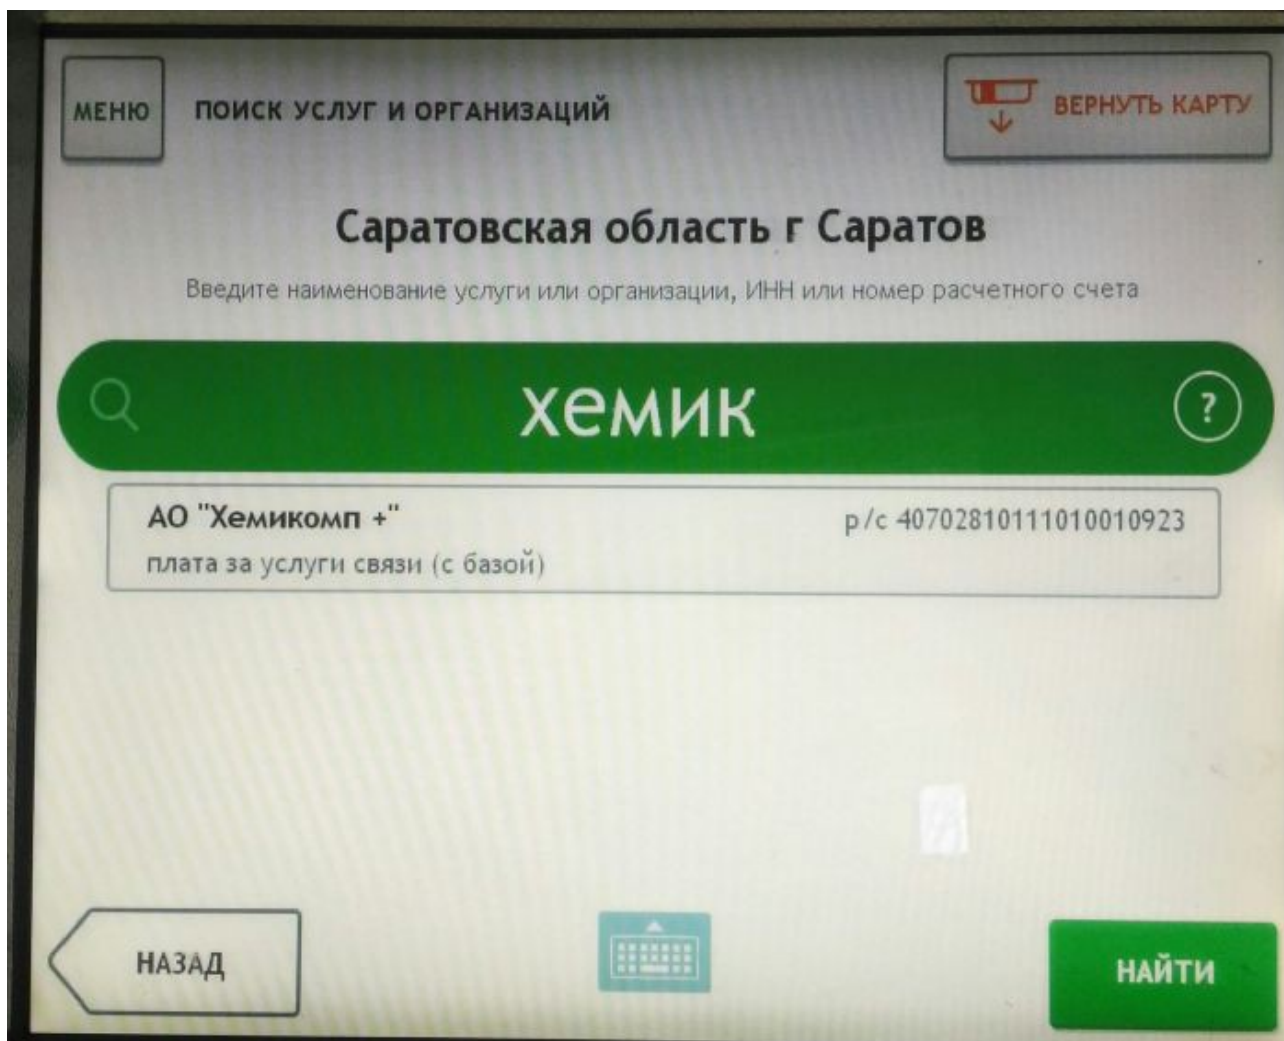 МЕНЮ
ПОИСК УСЛУГ И ОРГАНИЗАЦИЙ
ВЕРНУТЬ КАРТУ
Саратовская область г Саратов
Введите наименование услуги или организации, ИНН или номер расчетного счета
хемик
?
АО "Хемикомп +"
р/с 40702810111010010923
плата за услуги связи (с базой)
НАЗАД
НАЙТИ